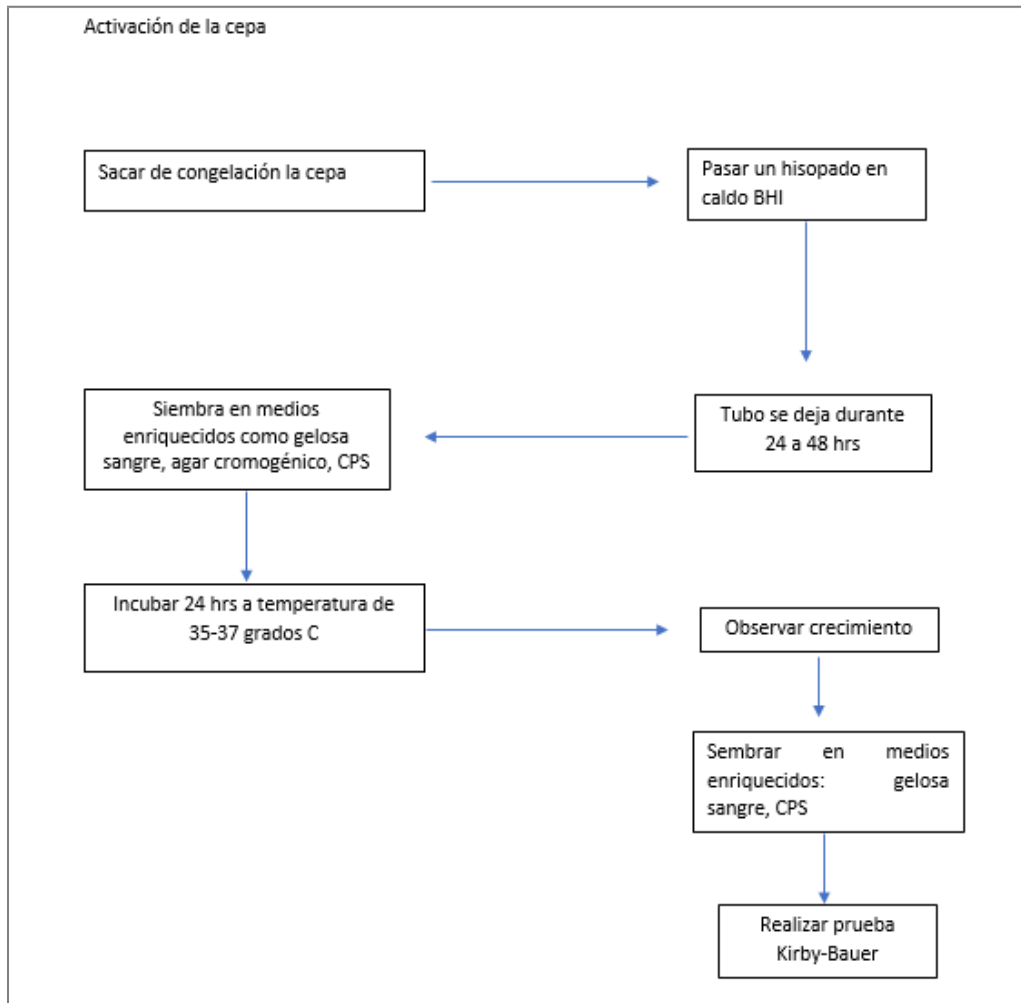 Activación de la cepa
Sacar de congelación la cepa
Pasar un hisopado en
caldo BHI
Tubo se deja durante
24 a 48 hrs
Siembra en medios
enriquecidos como gelosa
sangre, agar cromogénico, CPS
Incubar 24 hrs a temperatura de
35-37 grados C
Observar crecimiento
Sembrar en medios
enriquecidos: gelosa
sangre, CPS
Realizar prueba
Kirby-Bauer